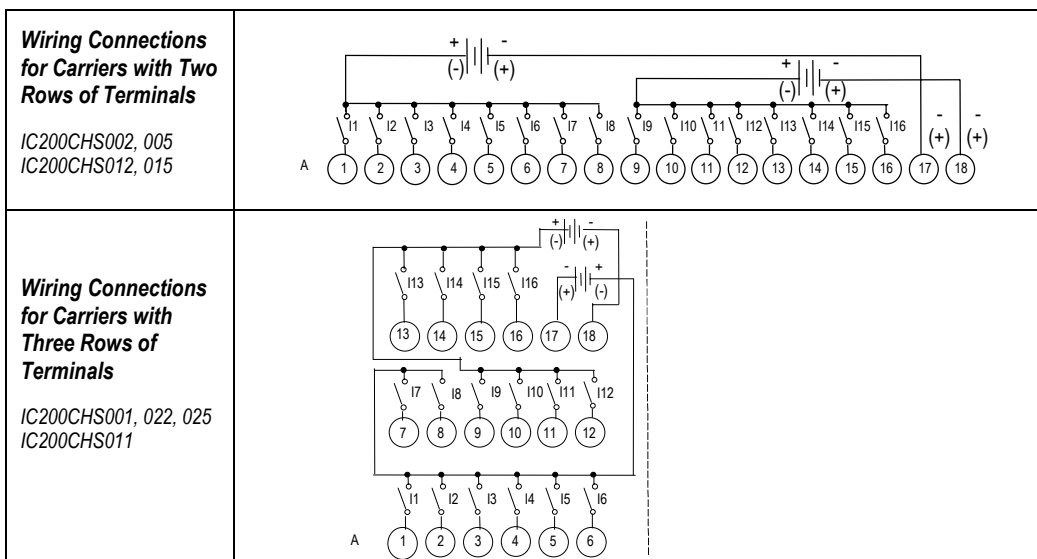 Wiring Connections
for Carriers with Two
Rows of Terminals
IC200CHS002, 005
IC200CHS012, 015
+ -
(-) (+)
+ -
(-) (+)
I1 I2 I3 I4 I5 I6 I7 I8 I9 I10 11 I12 I13 I14 I15 I16 - -
(+) (+)
A 1 2 3 4 5 6 7 8 9 10 11 12 13 14 15 16 17 18
Wiring Connections
for Carriers with
Three Rows of
Terminals
IC200CHS001, 022, 025
IC200CHS011
+ -
(-) (+)
- +
(+) (-)
I13 I14 I15 I16
13 14 15 16 17 18
I7 I8 I9 I10 I11 I12
7 8 9 10 11 12
I1 I2 I3 I4 I5 I6
A 1 2 3 4 5 6